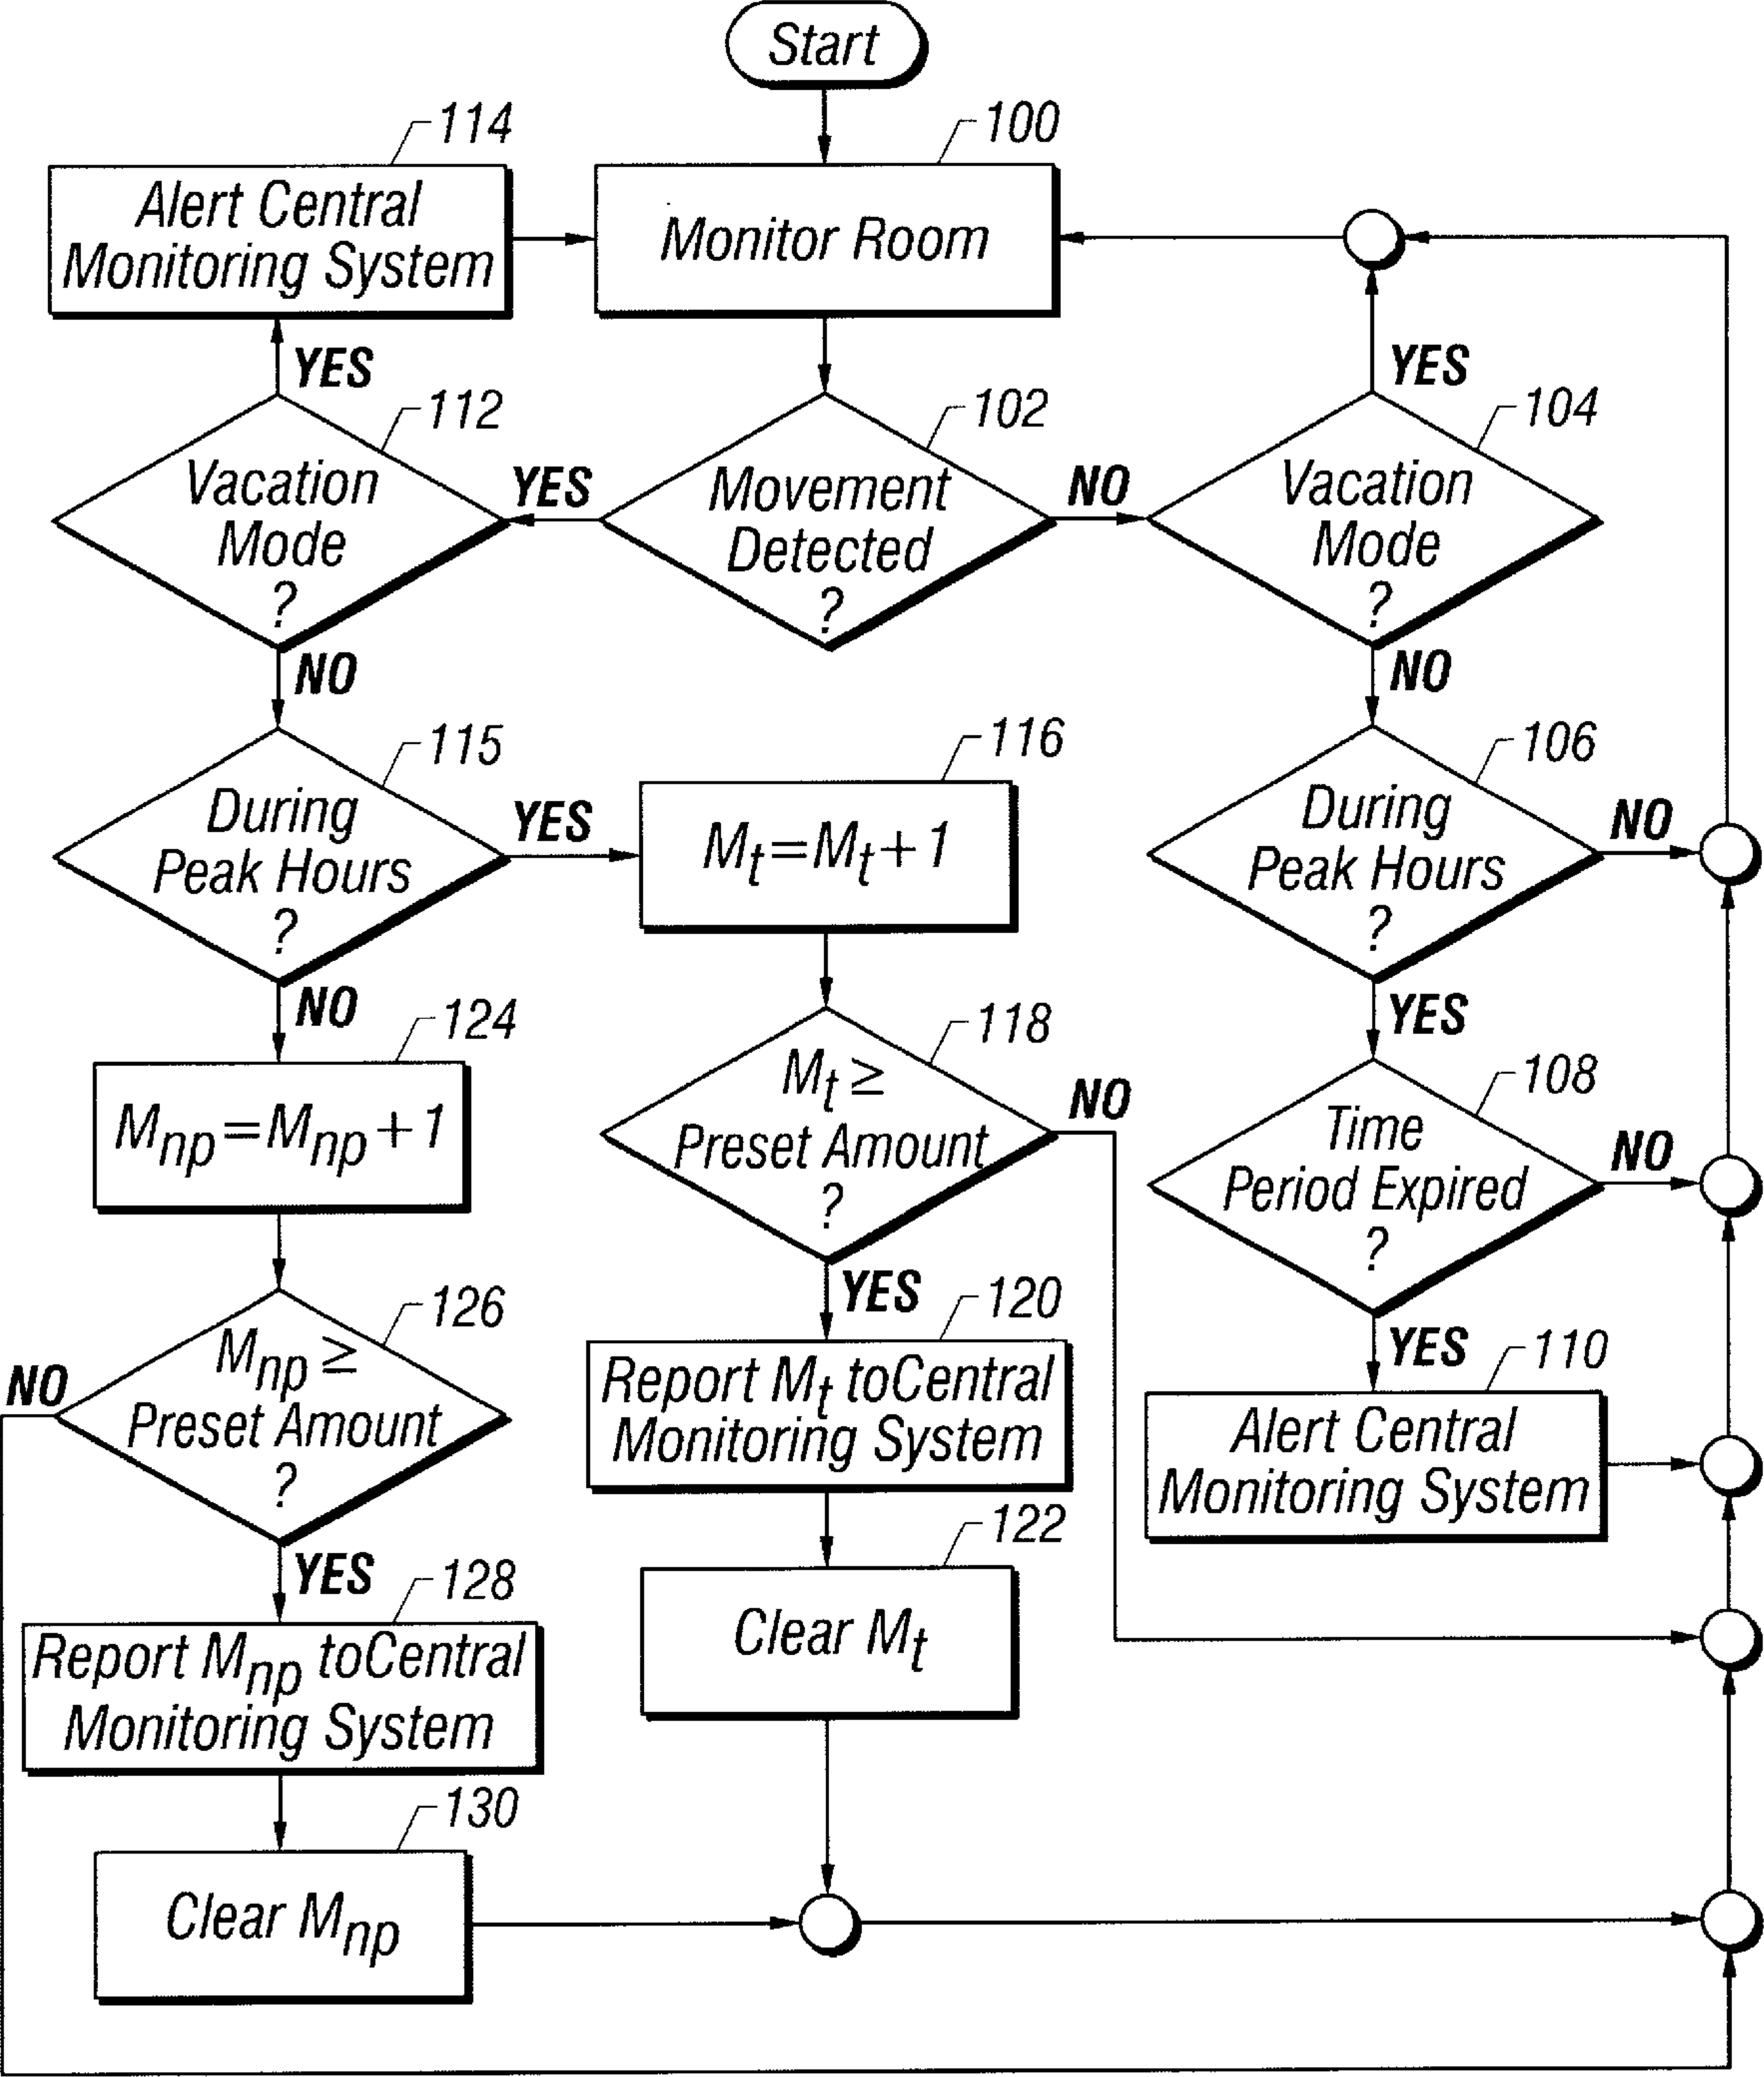 Start
114
100
Alert Central
Monitoring System
Monitor Room
YES
YES
112
102
104
Vacation
Mode
?
YES
Movement
Detected
?
NO
Vacation
Mode
?
NO
NO
115
116
106
During
Peak Hours
?
YES
Mt=Mt+1
During
Peak Hours
?
NO
NO
YES
124
118
108
Mnp=Mnp+1
Mt ≥
Preset Amount
?
NO
Time
Period Expired
?
NO
126
YES
120
YES
110
NO
Mnp ≥
Preset Amount
?
Report Mt toCentral
Monitoring System
Alert Central
Monitoring System
YES
128
122
Report Mnp toCentral
Monitoring System
Clear Mt
130
Clear Mnp